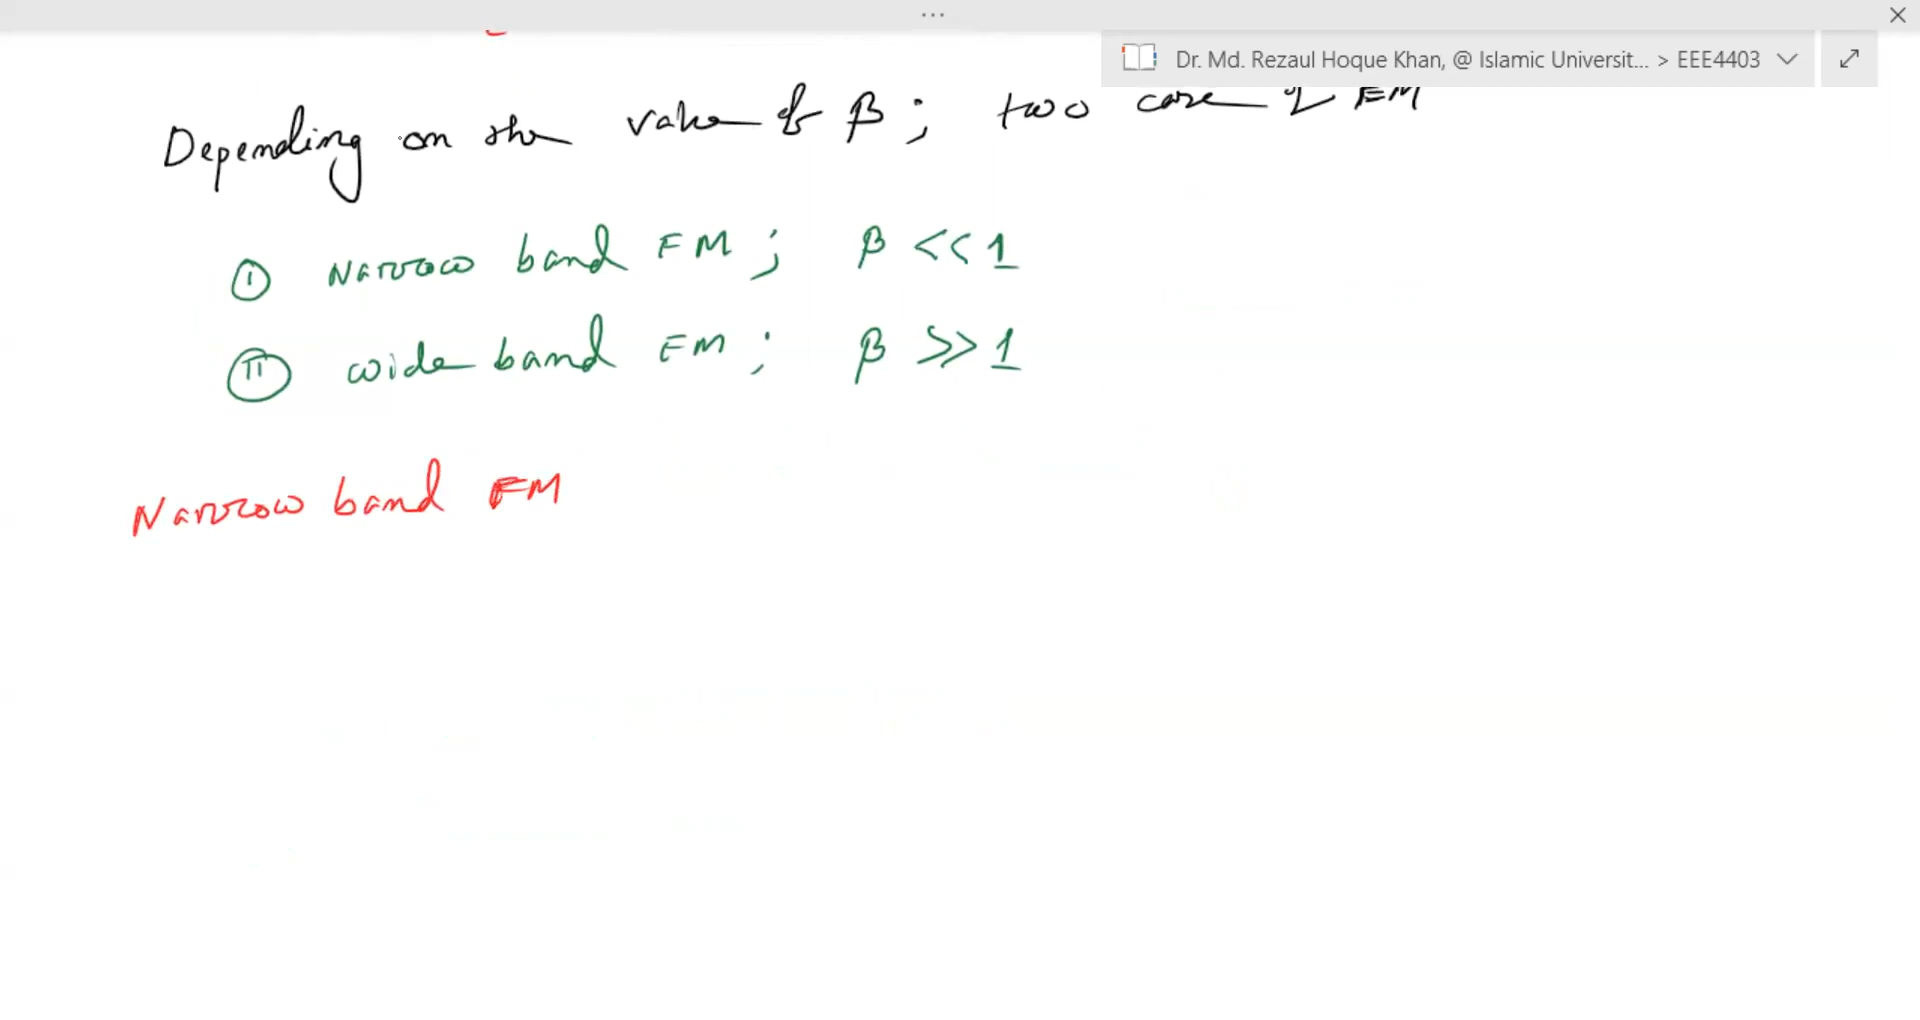 ...
Dr. Md. Rezaul Hoque Khan, @ Islamic Universit... > EEE4403
Depending on the value of β ; two case of FM
① Narrow band FM ; β << 1
Ⅱ wide band FM ; β >> 1
Narrow band FM